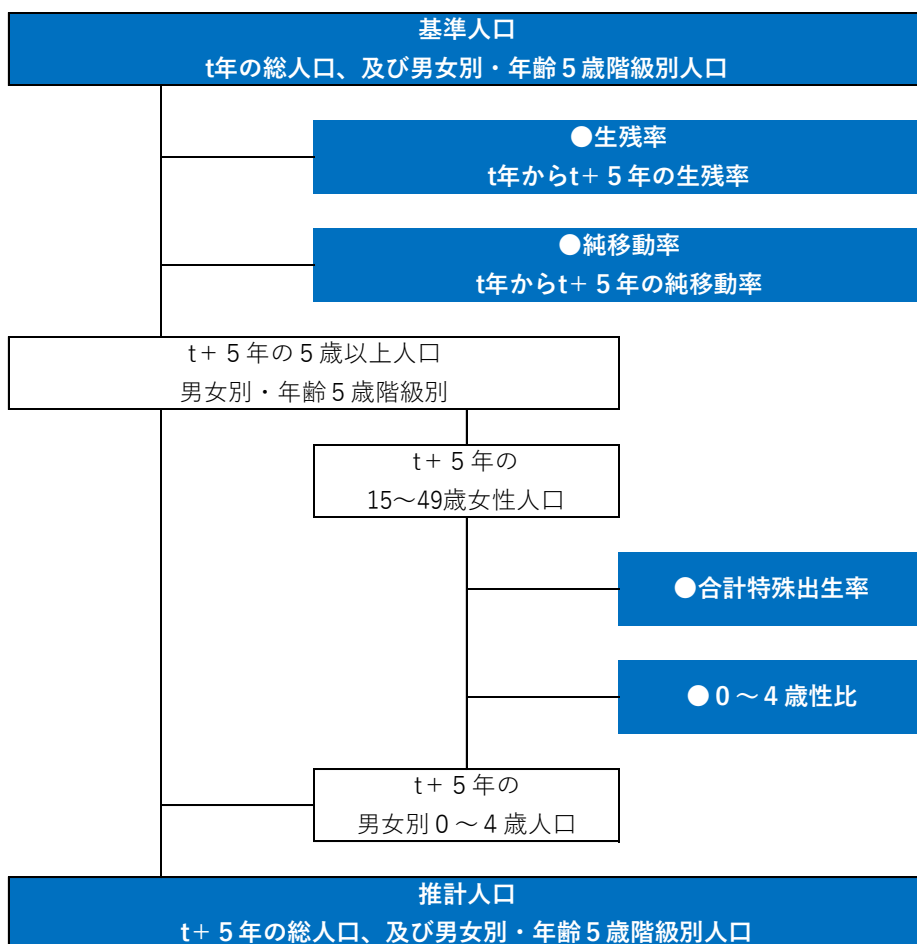 基準人口
t年の総人口、及び男女別・年齢５歳階級別人口
●生残率
t年からt＋５年の生残率
●純移動率
t年からt＋５年の純移動率
t＋５年の５歳以上人口
男女別・年齢５歳階級別
t＋５年の
15～49歳女性人口
●合計特殊出生率
●０～４歳性比
t＋５年の
男女別０～４歳人口
推計人口
t＋５年の総人口、及び男女別・年齢５歳階級別人口